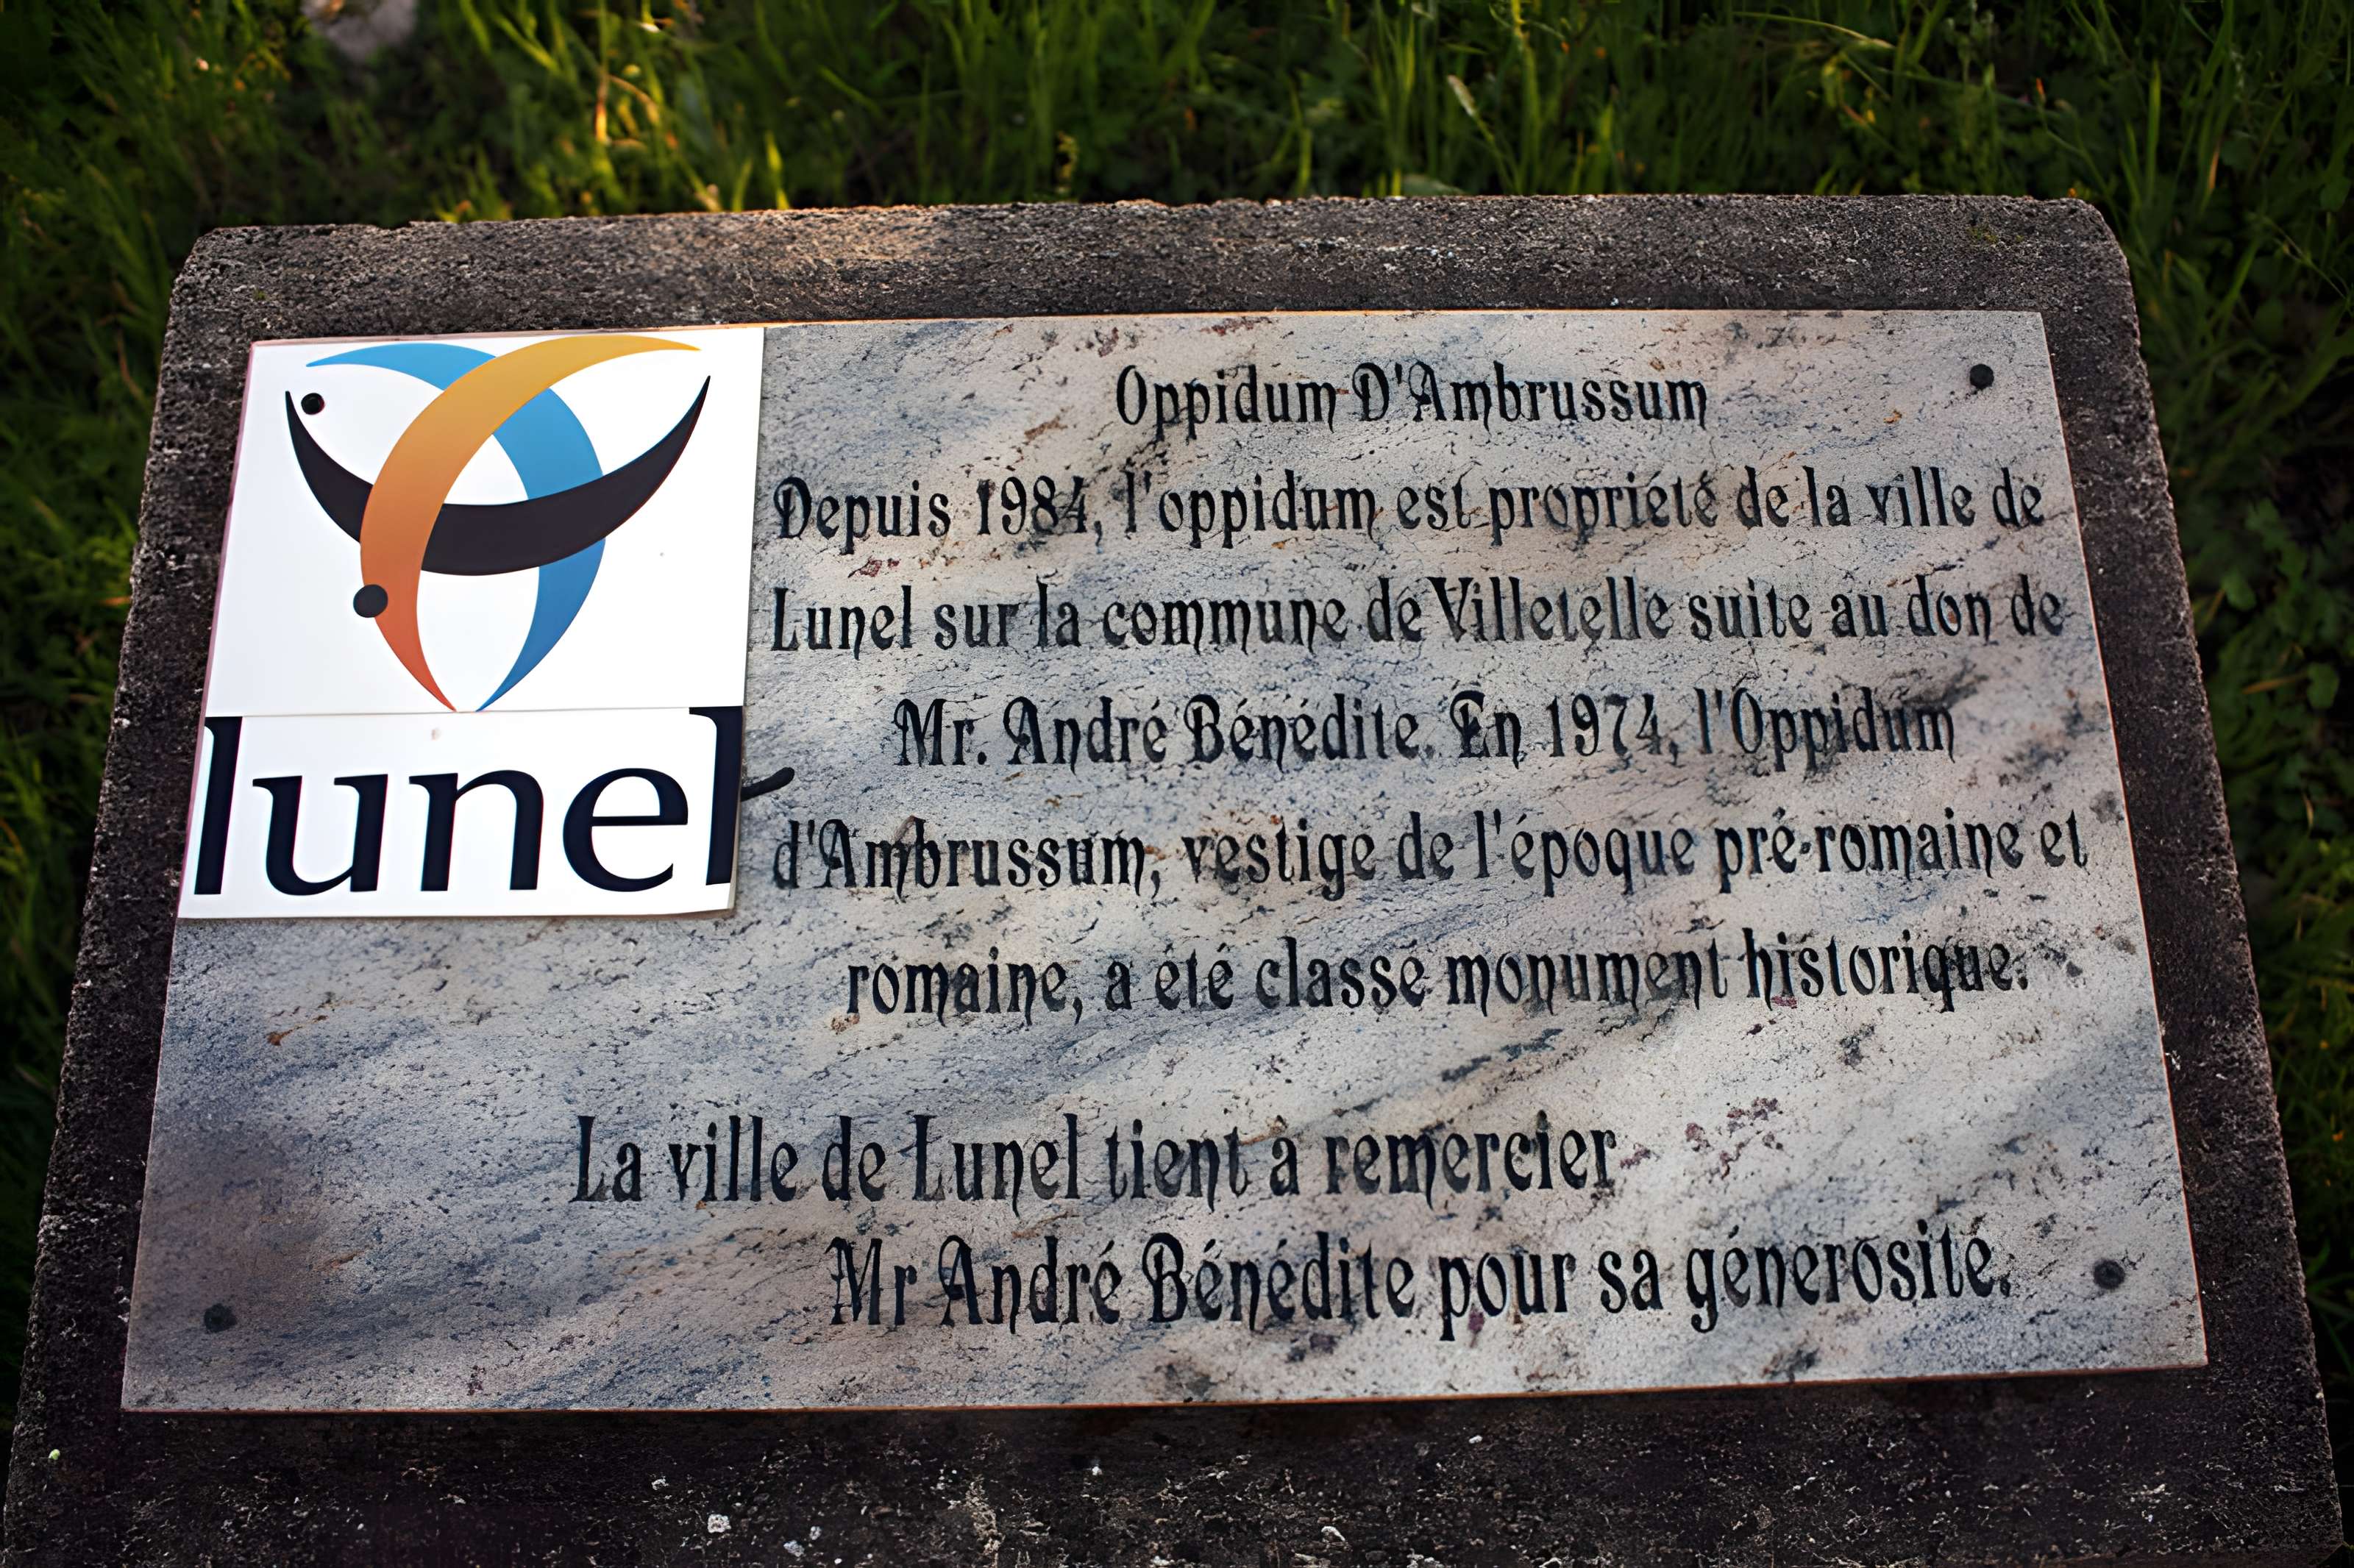 Oppidum D'Ambrussum
Depuis 1984, l'oppidum est propriété de la ville de
Lunel sur la commune de Villetelle suite au don de
Mr. André Bénédite. En 1974, l'Oppidum
d'Ambrussum, vestige de l'époque pré-romaine et
romaine, a été classé monument historique.
lunel
La ville de Lunel tient à remercier
Mr André Bénédite pour sa générosité.